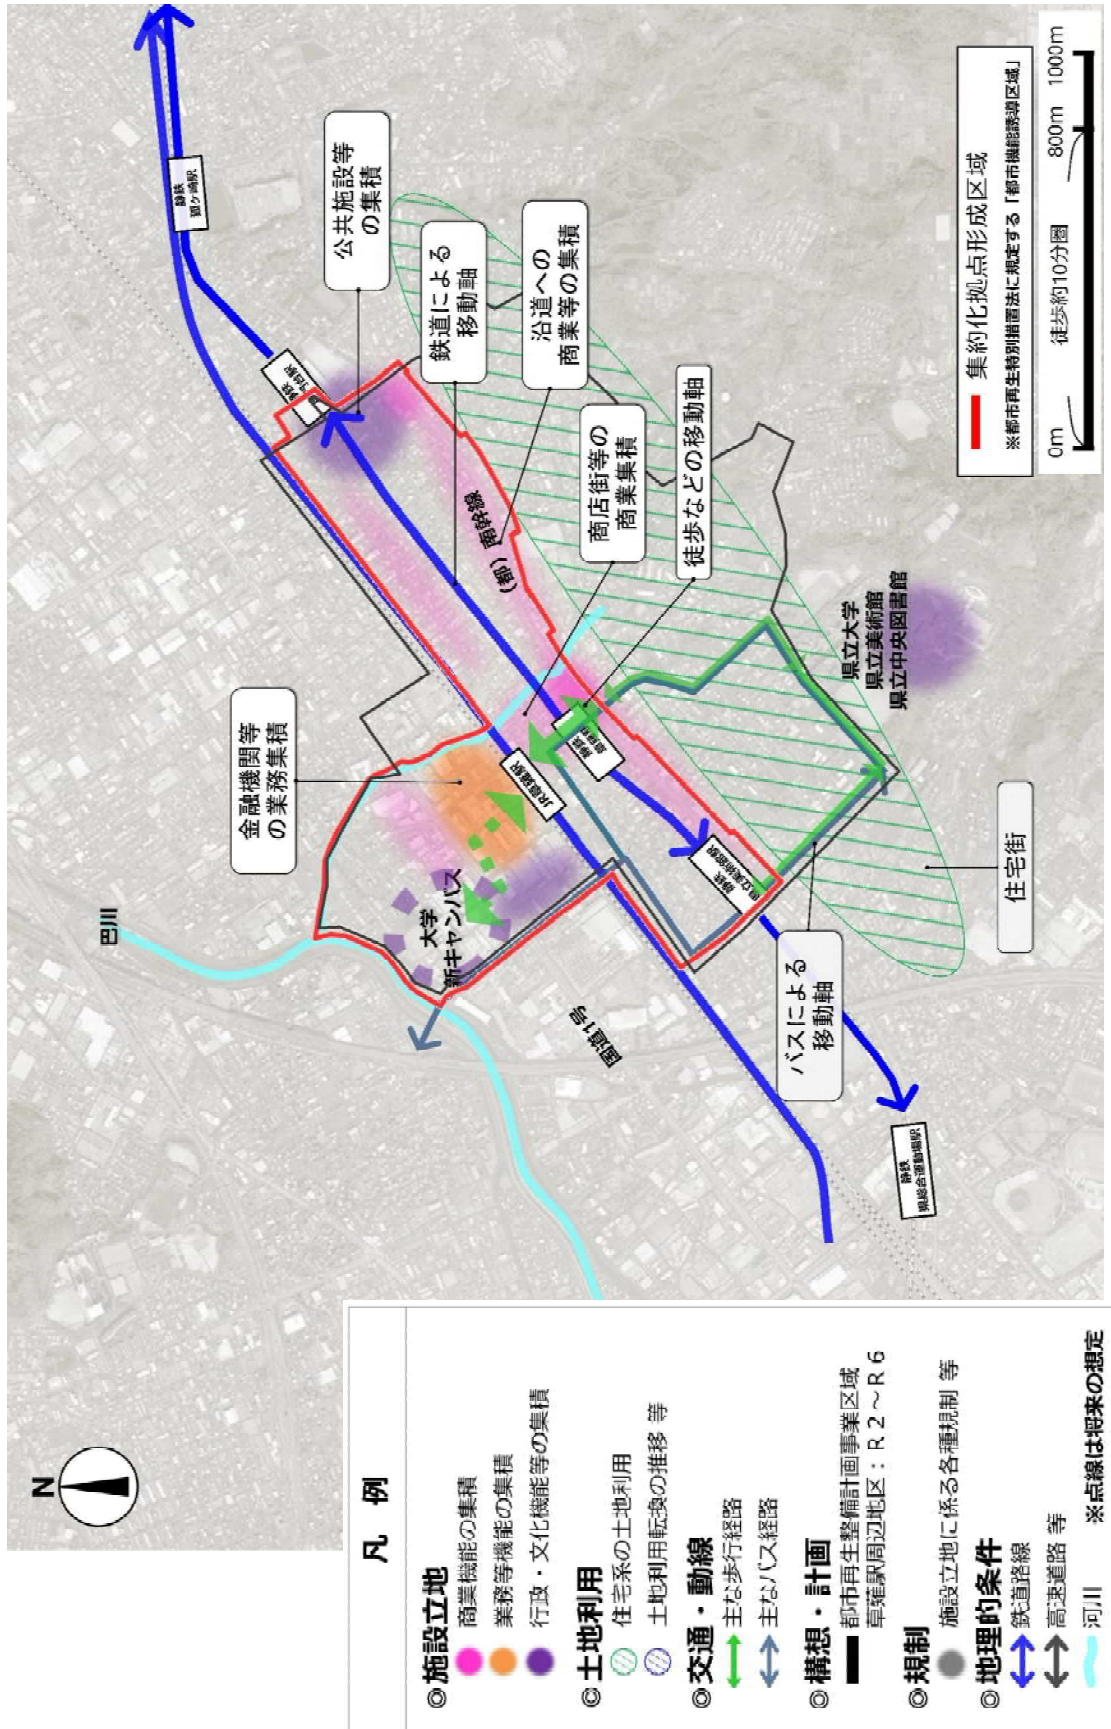 N
巴川
静鉄
狐ヶ崎駅
公共施設等
の集積
鉄道による
移動軸
沿道への
商業等の集積
商店街等の
商業集積
徒歩などの移動軸
(都)南幹線
金融機関等
の業務集積
JR草薙駅
静鉄
草薙駅
静鉄
県立美術館駅
大学
新キャンパス
国道1号
県立大学
県立美術館
県立中央図書館
バスによる
移動軸
住宅街
静鉄
県総合運動場駅
集約化拠点形成区域
※都市再生特別措置法に規定する「都市機能誘導区域」
0m 徒歩約10分圏 800m 1000m
凡 例
◎施設立地
商業機能の集積
業務等機能の集積
行政・文化機能等の集積
◎土地利用
住宅系の土地利用
土地利用転換の推移 等
◎交通・動線
主な歩行経路
主なバス経路
◎構想・計画
都市再生整備計画事業区域
草薙駅周辺地区:R2~R6
◎規制
施設立地に係る各種規制 等
◎地理的条件
鉄道路線
高速道路 等
河川
※点線は将来の想定